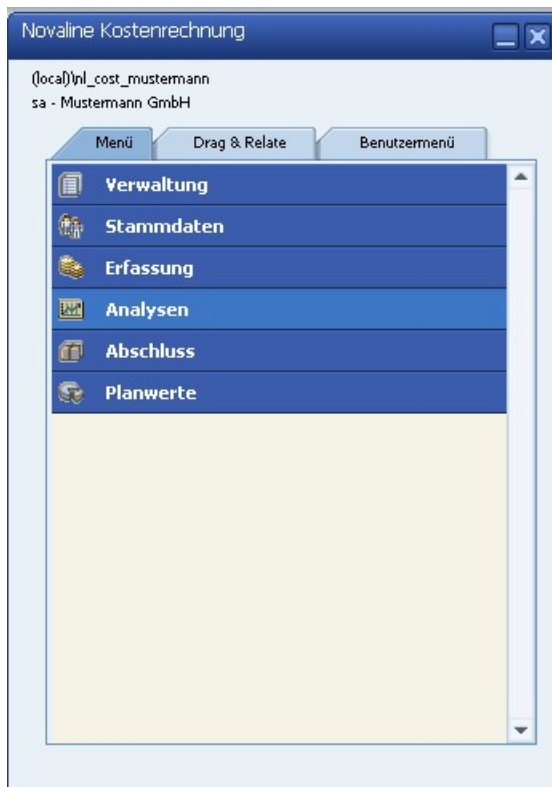 Novaline Kostenrechnung
(local)\nl_cost_mustermann
sa - Mustermann GmbH
Menü Drag & Relate Benutzermenü
Verwaltung
Stammdaten
Erfassung
Analysen
Abschluss
Planwerte